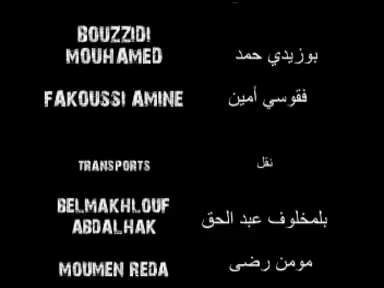 BOUZZIDI
MOUHAMED
بوزيدي حمد
FAKOUSSI AMINE
فقوسي أمين
TRANSPORTS
نقل
BELMAKHLOUF
ABDALHAK
بلمخلوف عبد الحق
MOUMEN REDA
مومن رضى